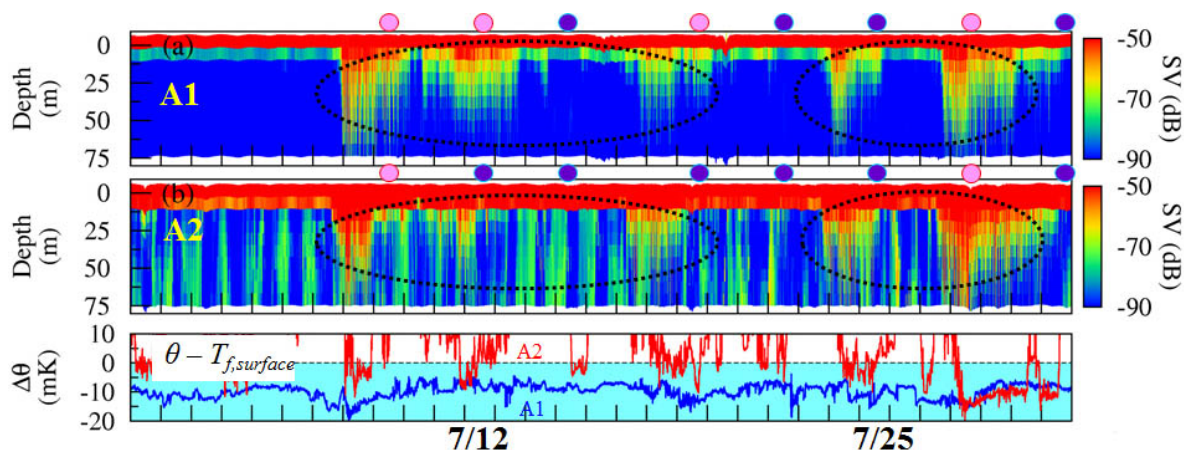 (a)
A1
Depth
(m)
0
25
50
75
-50
-70
-90
SV (dB)
(b)
A2
Depth
(m)
0
25
50
75
-50
-70
-90
SV (dB)
θ – Tf,surface
A2
A1
Δθ
(mK)
10
0
-10
-20
7/12
7/25